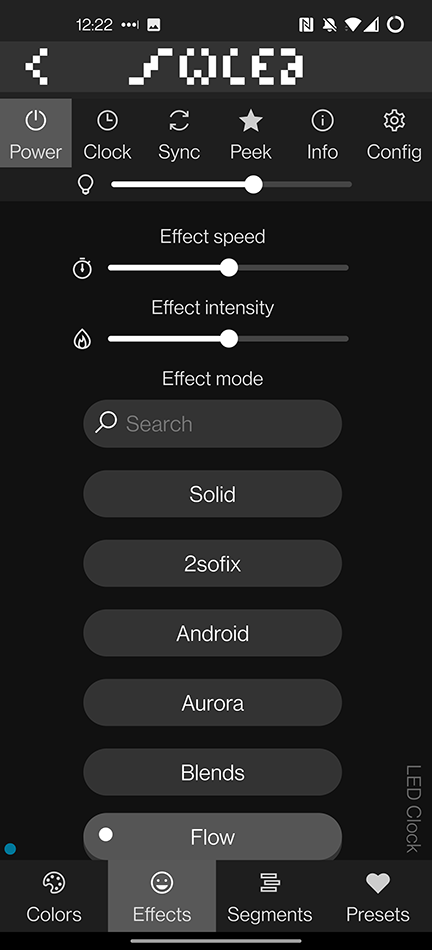 12:22
Power
Clock
Sync
Peek
Info
Config
Effect speed
Effect intensity
Effect mode
Search
Solid
2sofix
Android
Aurora
Blends
Flow
LED Clock
Colors
Effects
Segments
Presets